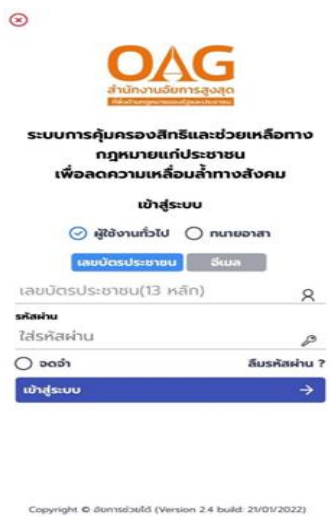 OAG
สำนักงานอัยการสูงสุด
ระบบการคุ้มครองสิทธิและช่วยเหลือทาง
กฎหมายแก่ประชาชน
เพื่อลดความเหลื่อมล้ำทางสังคม
เข้าสู่ระบบ
ผู้ใช้งานทั่วไป ทนายอาสา
เลขบัตรประชาชน อีเมล
เลขบัตรประชาชน(13 หลัก)
รหัสผ่าน
ใส่รหัสผ่าน
จดจำ ลืมรหัสผ่าน ?
เข้าสู่ระบบ
Copyright © อัยการช่วยได้ (Version 2.4 build: 21/01/2022)